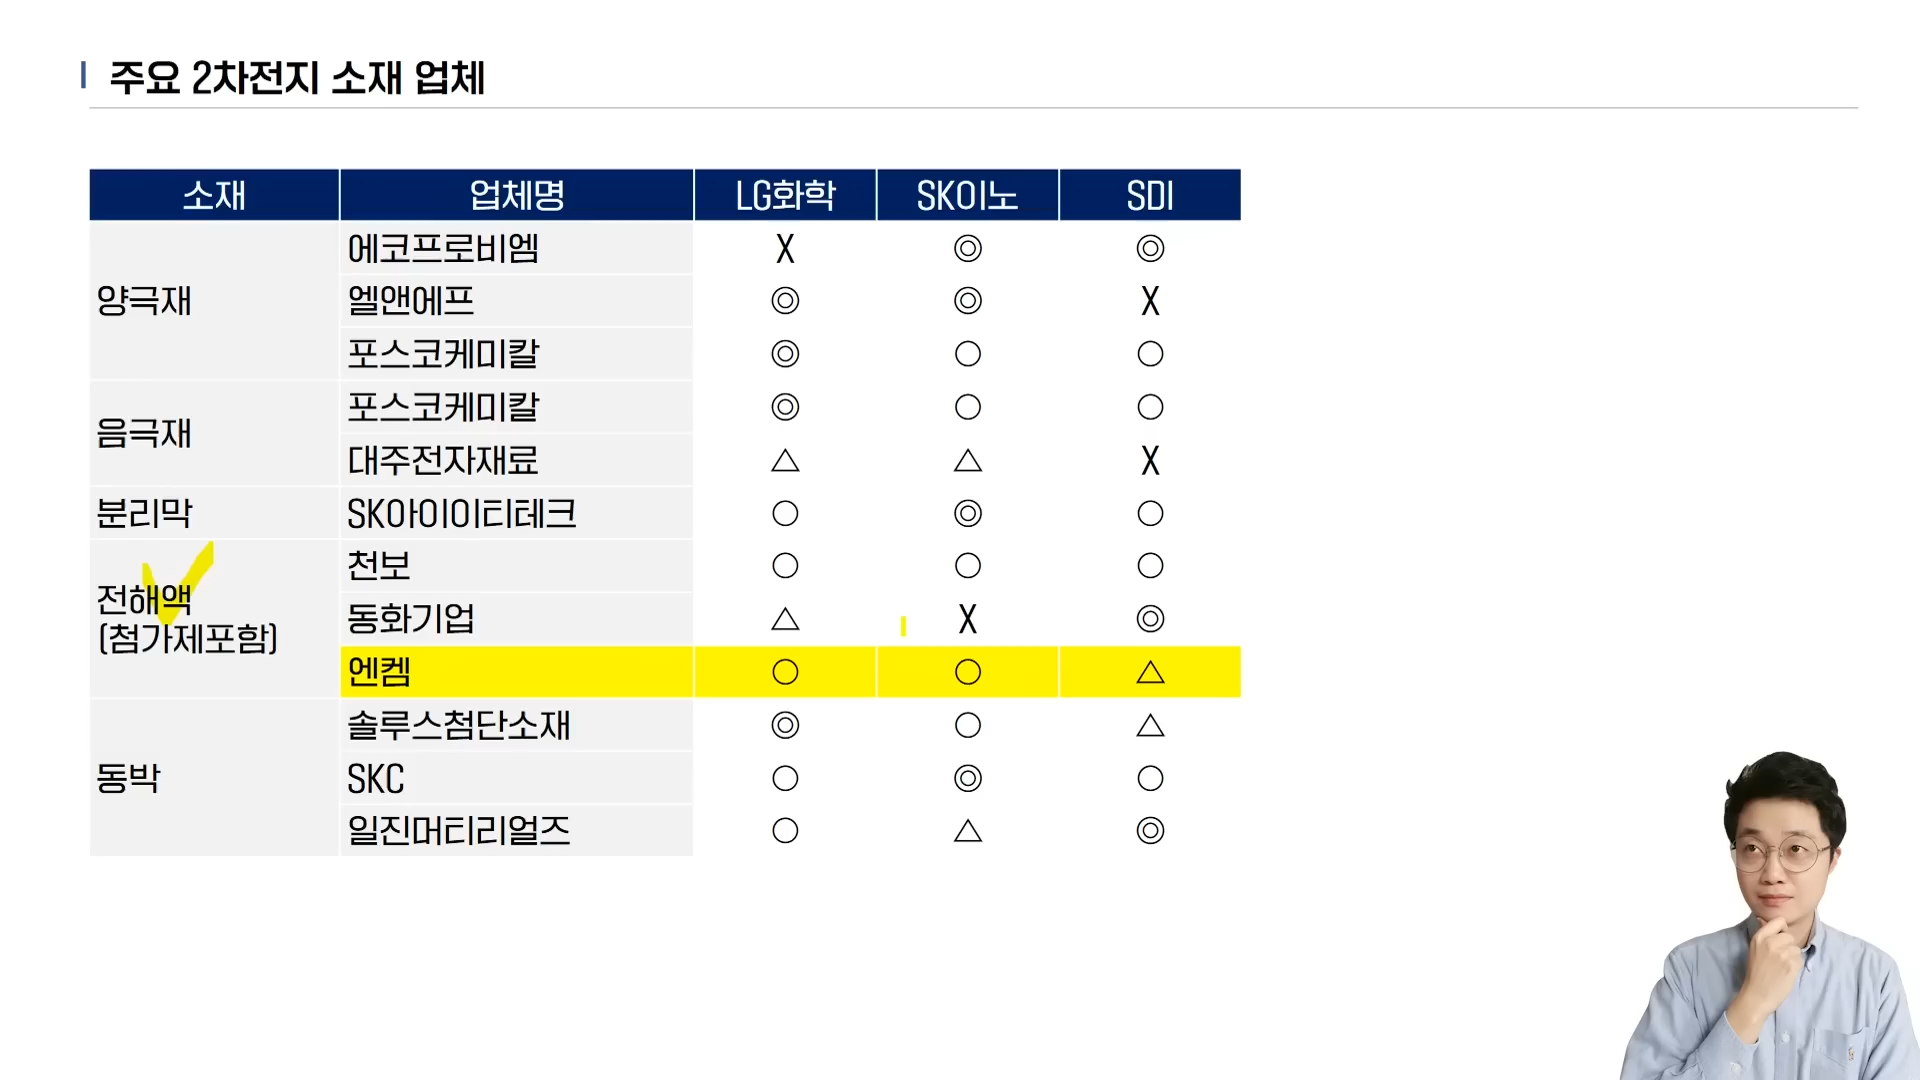 주요 2차전지 소재 업체
소재 업체명 LG화학 SK이노 SDI
양극재 에코프로비엠 X ◎ ◎
엘앤에프 ◎ ◎ X
포스코케미칼 ◎ ○ ○
음극재 포스코케미칼 ◎ ○ ○
대주전자재료 △ △ X
분리막 SK아이이티테크 ○ ◎ ○
전해액
(첨가제포함)
천보 ○ ○ ○
동화기업 △ X ◎
엔켐 ○ ○ △
동박 솔루스첨단소재 ◎ ○ △
SKC ○ ◎ ○
일진머티리얼즈 ○ △ ◎